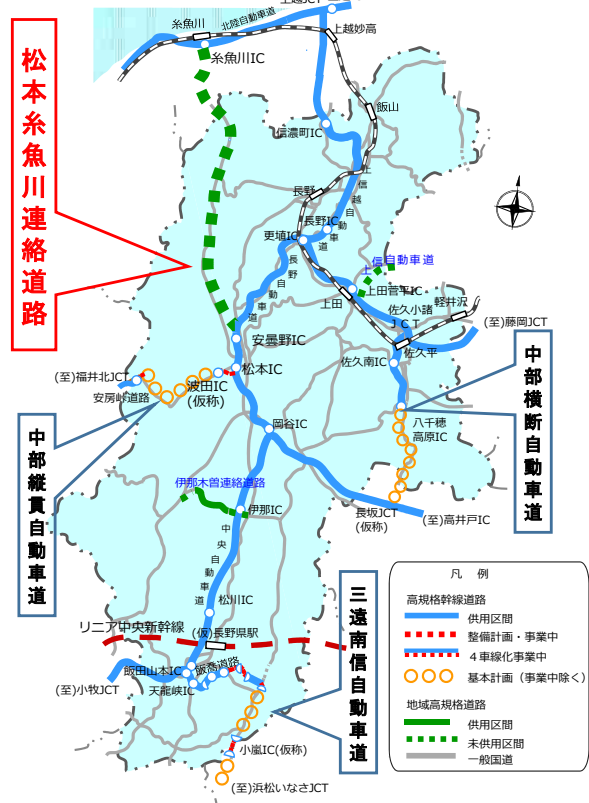 上越JCT
北陸自動車道
糸魚川
上越妙高
糸魚川IC
松本糸魚川連絡道路
飯山
信濃町IC
上信越自動車道
長野
長野IC
更埴IC
長野自動車道
上信自動車道
上田菅平IC
上田
軽井沢
佐久小諸
JCT
(至)藤岡JCT
安曇野IC
佐久平
佐久南IC
中部横断自動車道
(至)福井北JCT
松本IC
安房峠道路
波田IC
(仮称)
岡谷IC
八千穂
高原IC
中部縦貫自動車道
伊那木曽連絡道路
伊那IC
長坂JCT
(仮称)
(至)高井戸IC
中央自動車道
松川IC
リニア中央新幹線
(仮)長野県駅
三遠南信自動車道
飯田山本IC
飯喬道路
(至)小牧JCT
天龍峡IC
小嵐IC(仮称)
(至)浜松いなさJCT
凡 例
高規格幹線道路
供用区間
整備計画・事業中
4車線化事業中
基本計画（事業中除く）
地域高規格道路
供用区間
未供用区間
一般国道